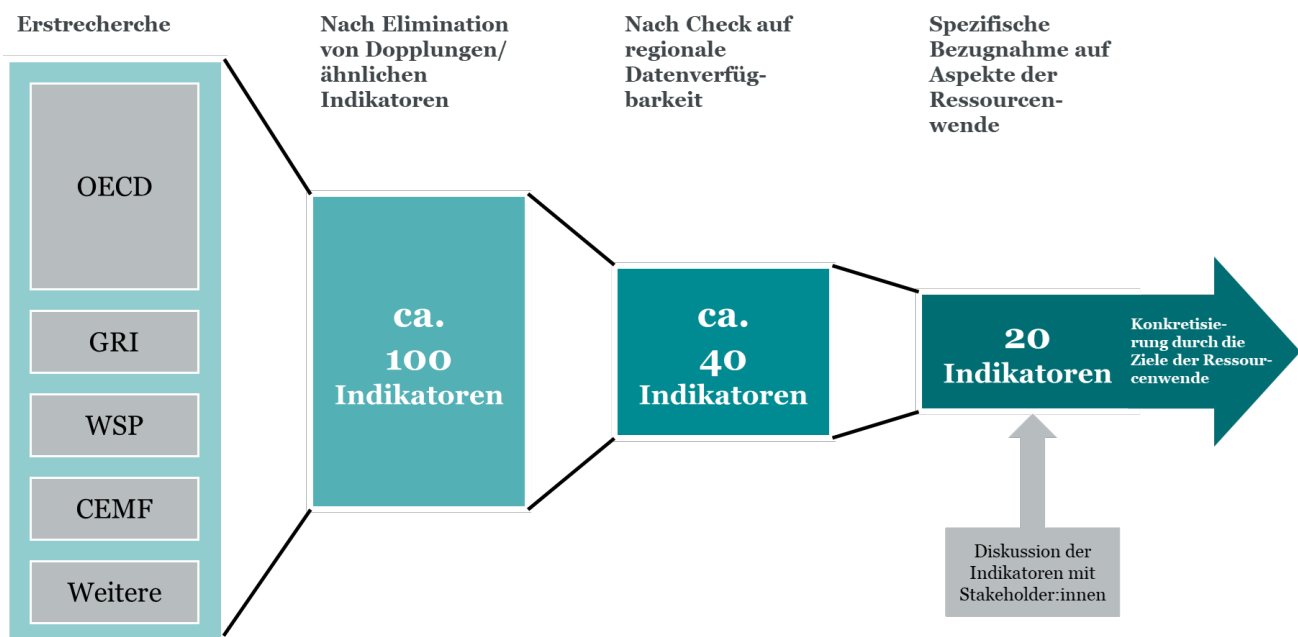 Erstrecherche
Nach Elimination
von Dopplungen/
ähnlichen
Indikatoren
Nach Check auf
regionale
Datenverfüg-
barkeit
Spezifische
Bezugnahme auf
Aspekte der
Ressourcen-
wende
OECD
GRI
WSP
CEMF
Weitere
ca.
100
Indikatoren
ca.
40
Indikatoren
20
Indikatoren
Konkretisie-
rung durch die
Ziele der Ressour-
cenwende
Diskussion der
Indikatoren mit
Stakeholder:innen